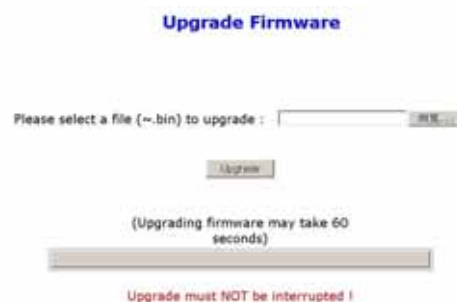 Upgrade Firmware
Please select a file (~.bin) to upgrade :
Upgrade
(Upgrading firmware may take 60
seconds)
Upgrade must NOT be interrupted !